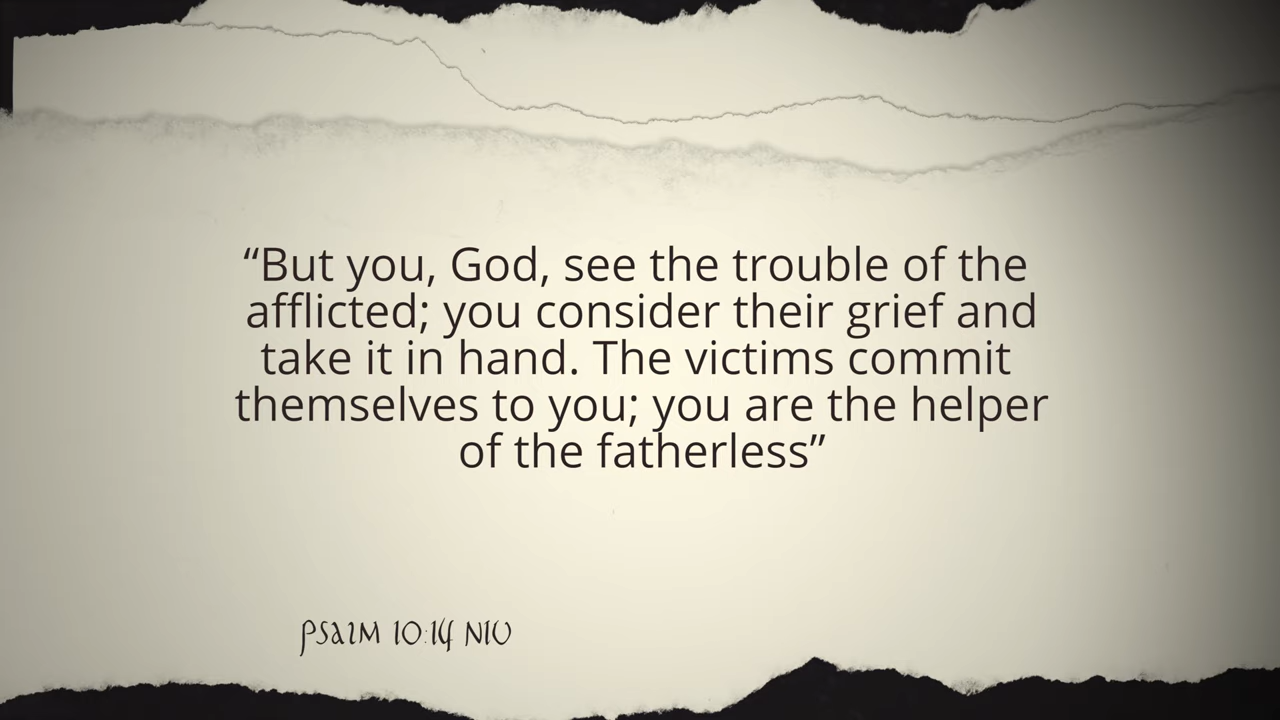 “But you, God, see the trouble of the
afflicted; you consider their grief and
take it in hand. The victims commit
themselves to you; you are the helper
of the fatherless”
Psalm 10:14 NIV